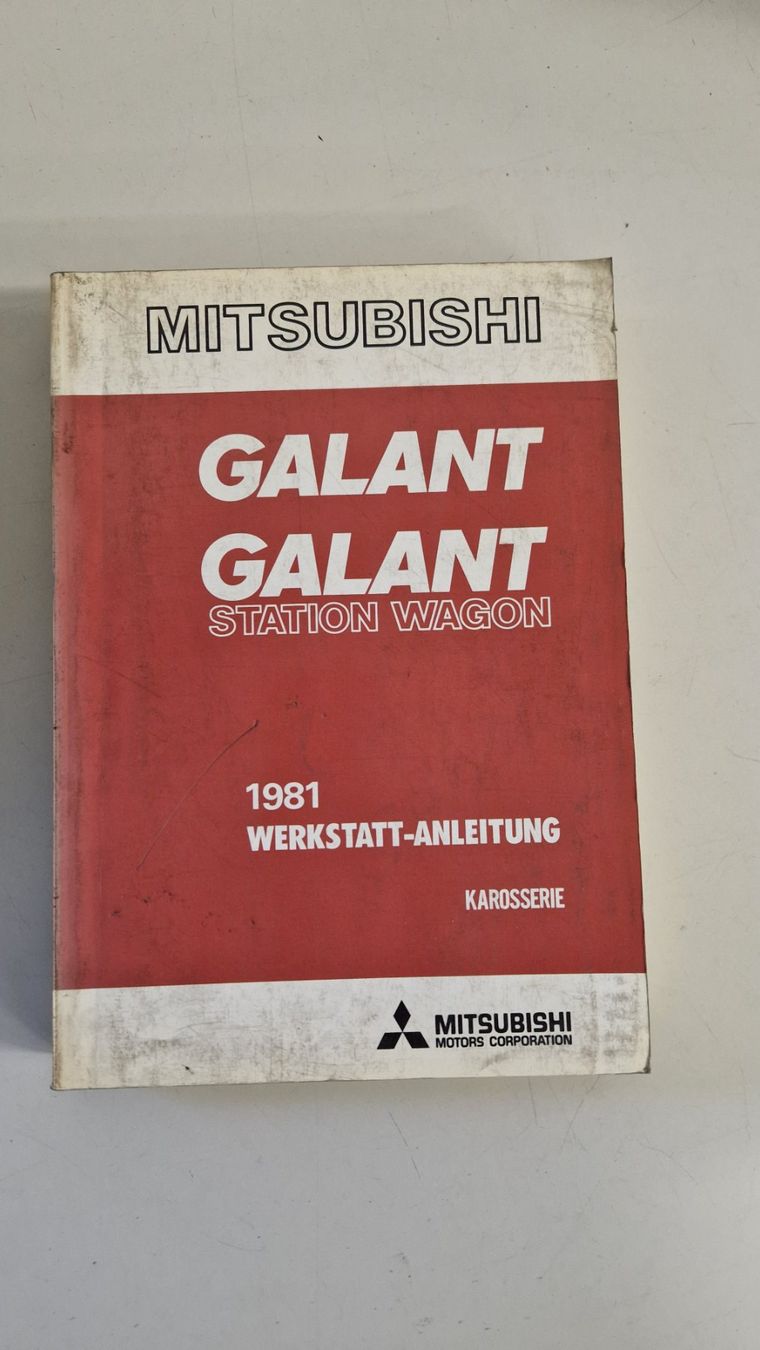 MITSUBISHI
GALANT
GALANT
STATION WAGON
1981
WERKSTATT-ANLEITUNG
KAROSSERIE
MITSUBISHI
MOTORS CORPORATION